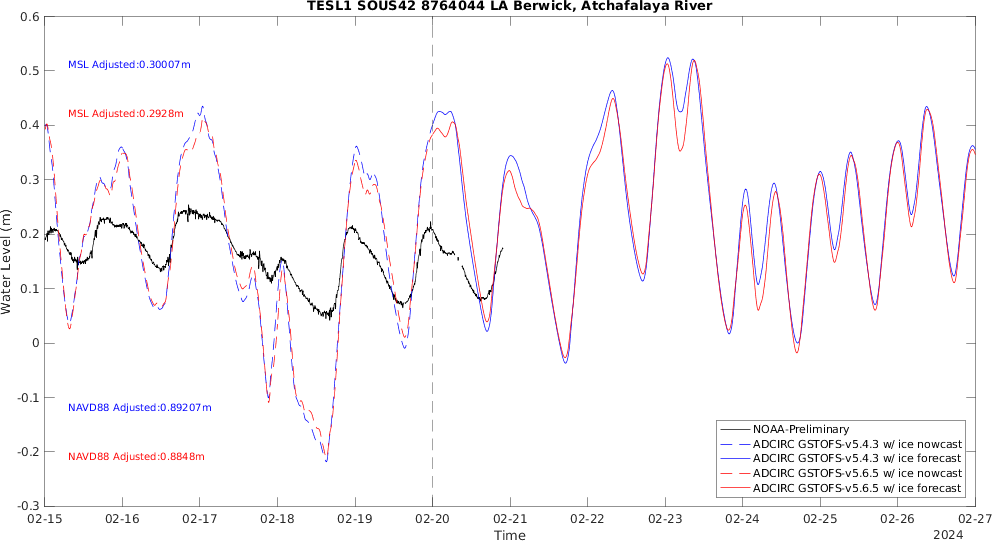 TESL1 SOUS42 8764044 LA Berwick, Atchafalaya River
0.6
0.5
0.4
0.3
0.2
0.1
0
-0.1
-0.2
-0.3
Water Level (m)
MSL Adjusted:0.30007m
MSL Adjusted:0.2928m
NAVD88 Adjusted:0.89207m
NAVD88 Adjusted:0.8848m
NOAA-Preliminary
ADCIRC GSTOFS-v5.4.3 w/ ice nowcast
ADCIRC GSTOFS-v5.4.3 w/ ice forecast
ADCIRC GSTOFS-v5.6.5 w/ ice nowcast
ADCIRC GSTOFS-v5.6.5 w/ ice forecast
02-15 02-16 02-17 02-18 02-19 02-20 02-21 02-22 02-23 02-24 02-25 02-26 02-27
Time
2024